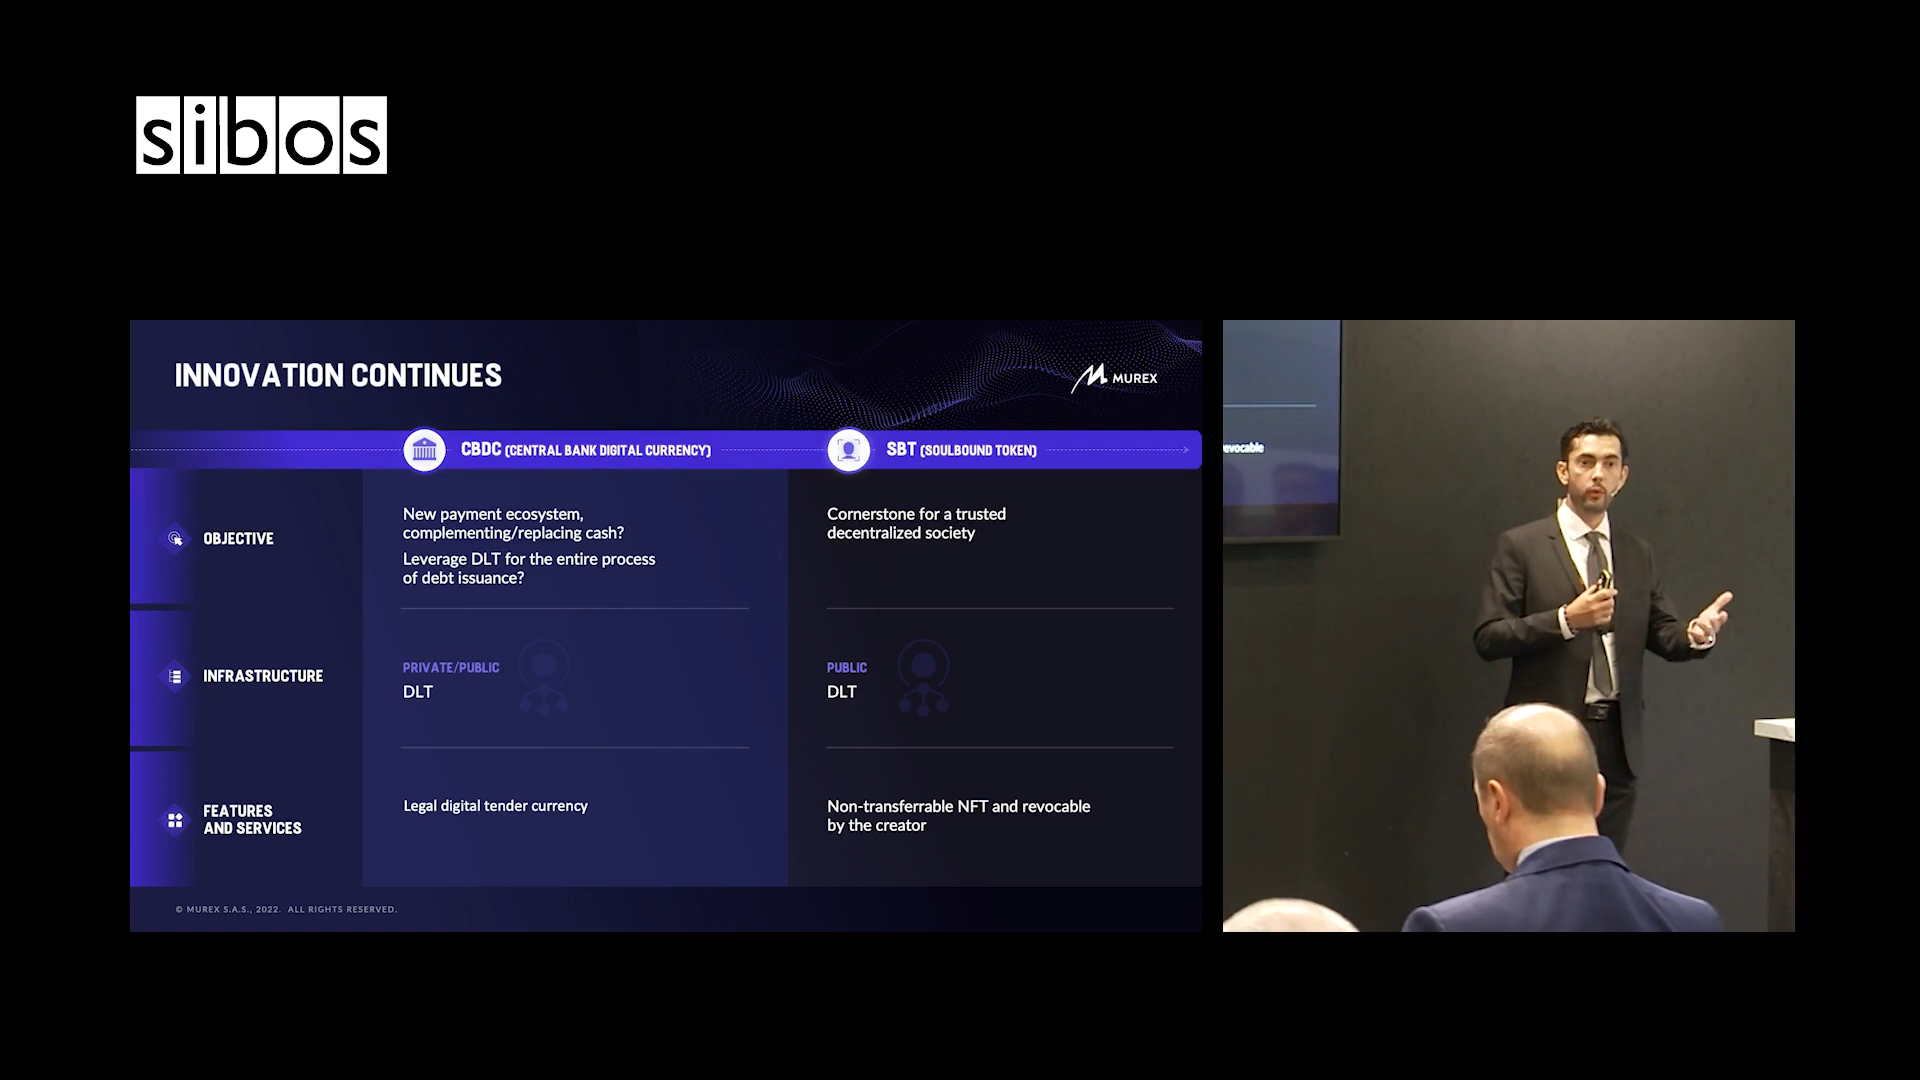 sibos
INNOVATION CONTINUES
MUREX
CBDC (CENTRAL BANK DIGITAL CURRENCY)
SBT (SOULBOUND TOKEN)
OBJECTIVE
New payment ecosystem,
complementing/replacing cash?
Leverage DLT for the entire process
of debt issuance?
Cornerstone for a trusted
decentralized society
INFRASTRUCTURE
PRIVATE/PUBLIC
DLT
PUBLIC
DLT
FEATURES
AND SERVICES
Legal digital tender currency
Non-transferrable NFT and revocable
by the creator
© MUREX S.A.S., 2022. ALL RIGHTS RESERVED.
revocable